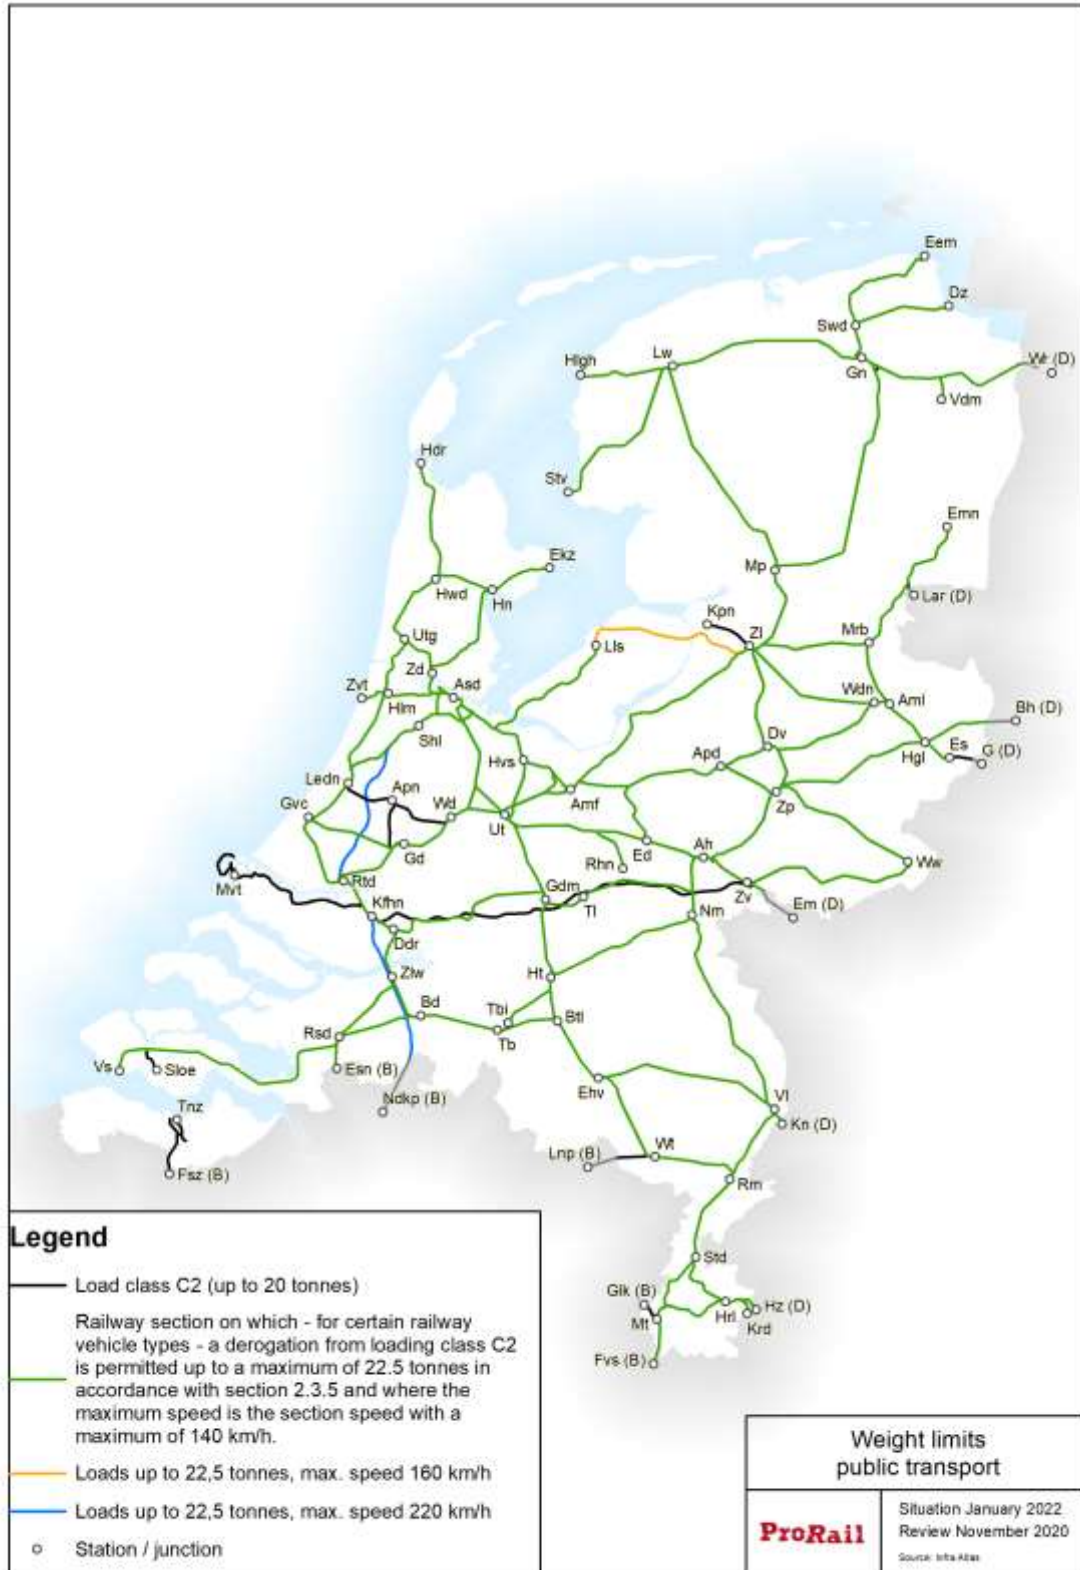 Eem
Dz
Swd
Hlgh
Lw
Gn
Wr (D)
Vdm
Hdr
Stv
Emn
Ekz
Mp
Hwd
Hn
Lar (D)
Kpn
Utg
Lls
Zl
Mrb
Zd
Zvt
Asd
Hlm
Wdn
Aml
Bh (D)
Shl
Dv
Hvs
Apd
Hgl
Es
G (D)
Ledn
Apn
Gvc
Wd
Amf
Zp
Ut
Gd
Ed
Ah
Rhn
Ww
Mvt
Rtd
Gdm
Tl
Zv
Kfhn
Nm
Em (D)
Ddr
Zlw
Ht
Bd
Tbi
Btl
Rsd
Tb
Vs
Sloe
Esn (B)
Ehv
Ndkp (B)
Vl
Tnz
Kn (D)
Lnp (B)
Wt
Fsz (B)
Rm
Std
Glk (B)
Hz (D)
Mt
Hrl
Krd
Fvs (B)
Legend
Load class C2 (up to 20 tonnes)
Railway section on which - for certain railway
vehicle types - a derogation from loading class C2
is permitted up to a maximum of 22.5 tonnes in
accordance with section 2.3.5 and where the
maximum speed is the section speed with a
maximum of 140 km/h.
Loads up to 22,5 tonnes, max. speed 160 km/h
Loads up to 22,5 tonnes, max. speed 220 km/h
Station / junction
Weight limits
public transport
ProRail
Situation January 2022
Review November 2020
Source: Infra Atlas